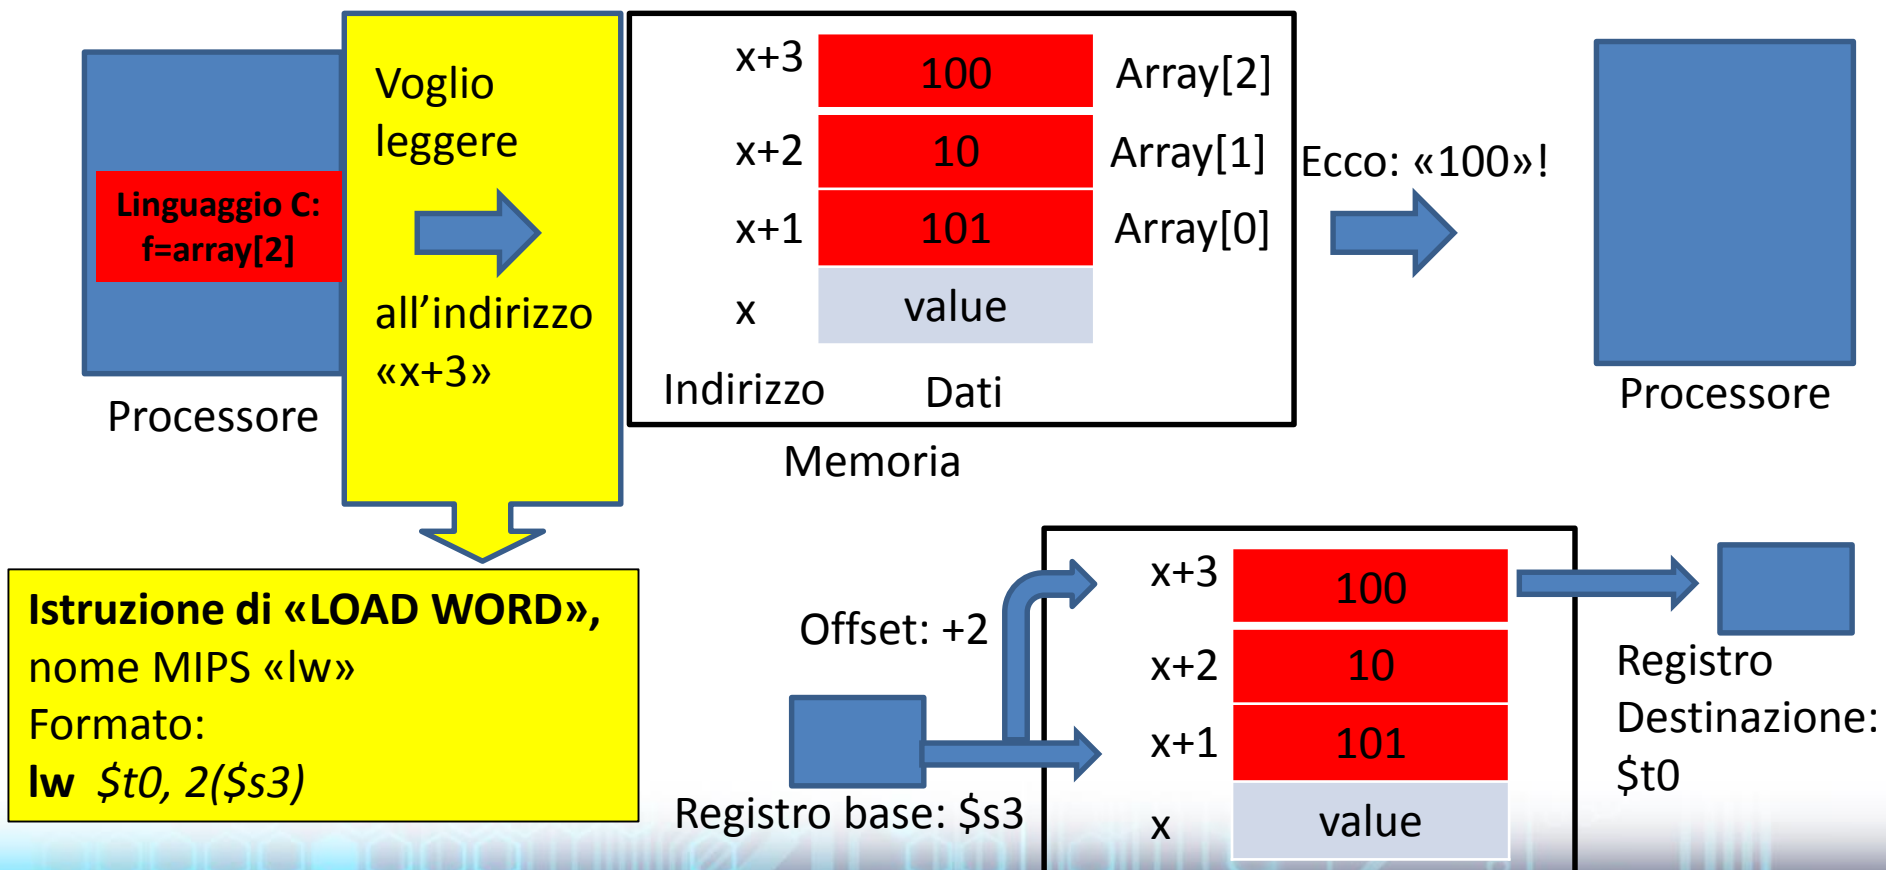 Linguaggio C:
f=array[2]
Processore
Voglio
leggere
all’indirizzo
«x+3»
x+3 100 Array[2]
x+2 10 Array[1]
x+1 101 Array[0]
x value
Indirizzo Dati
Memoria
Ecco: «100»!
Processore
Istruzione di «LOAD WORD»,
nome MIPS «lw»
Formato:
lw $t0, 2($s3)
Offset: +2
Registro base: $s3
x+3 100
x+2 10
x+1 101
x value
Registro
Destinazione:
$t0